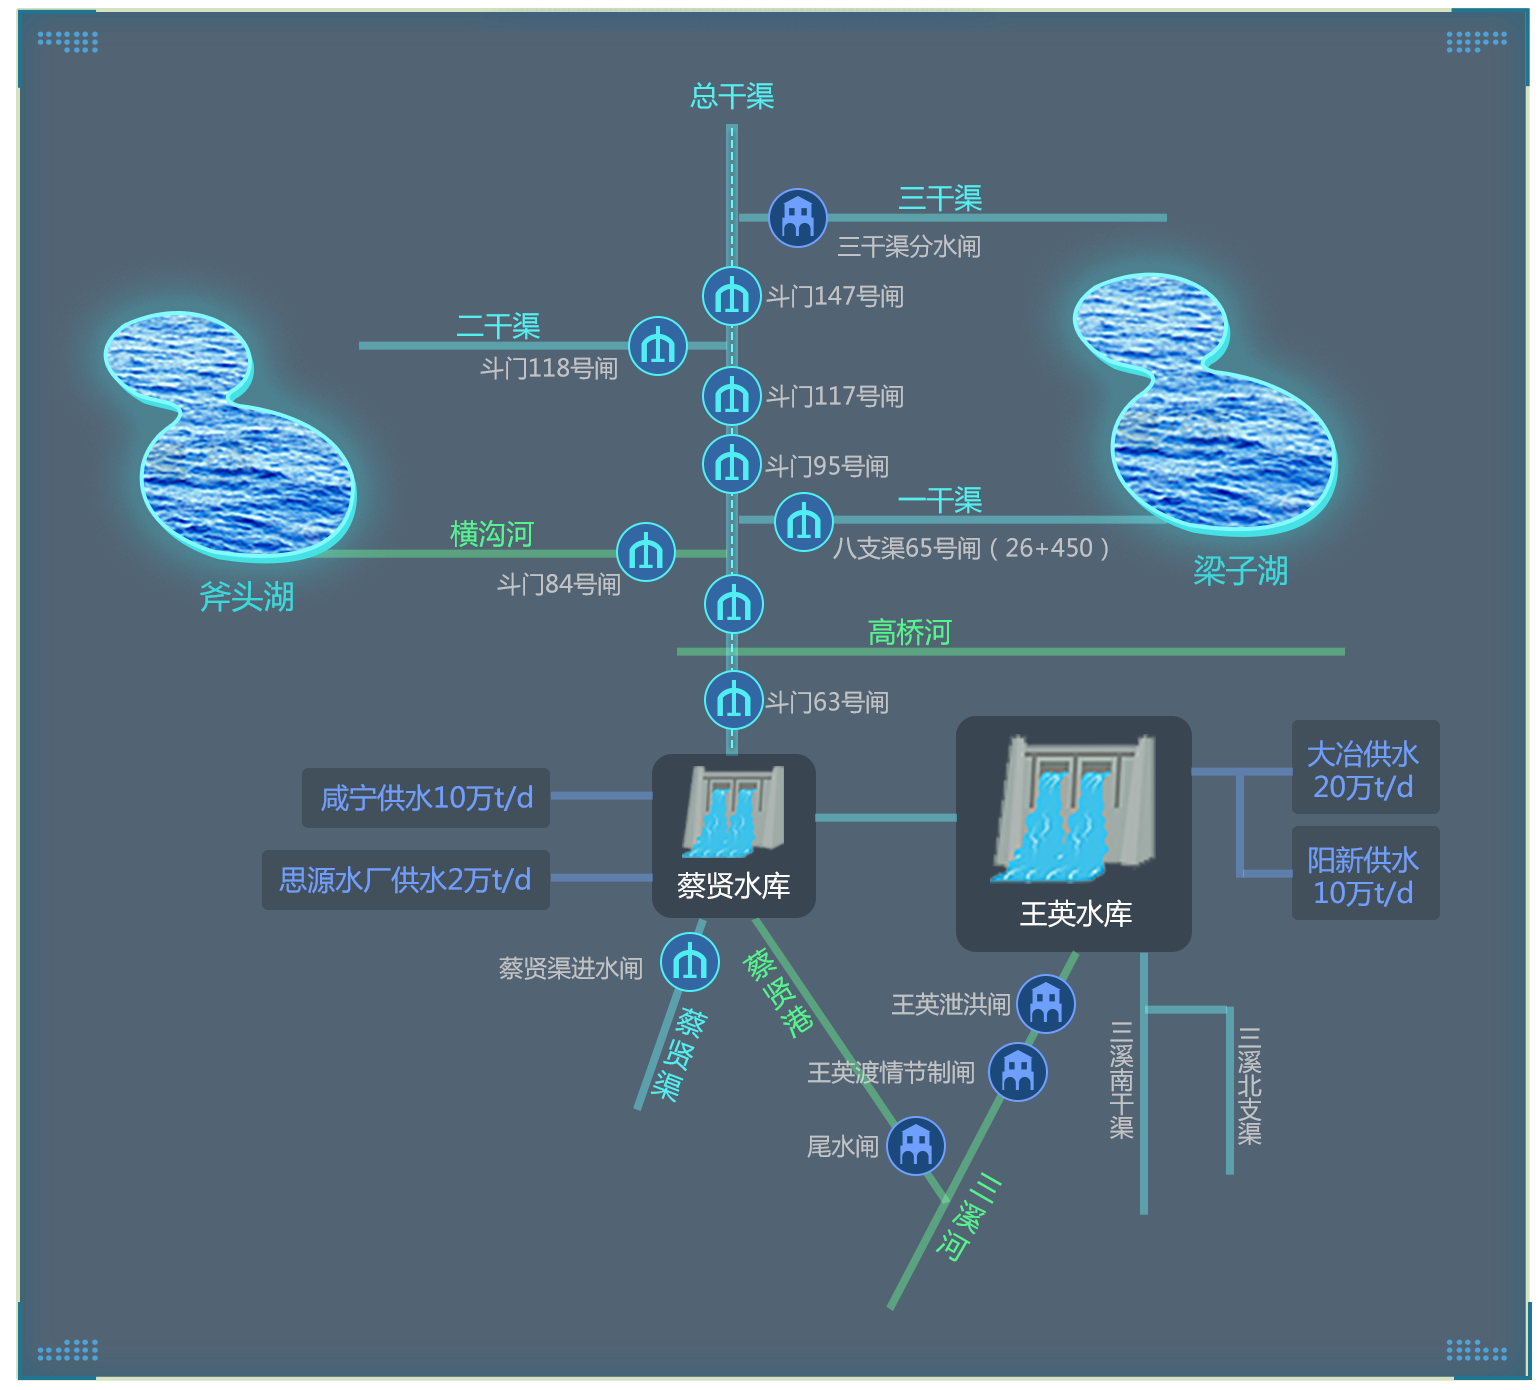 总干渠
三干渠
三干渠分水闸
斗门147号闸
二干渠
斗门118号闸
斗门117号闸
斗门95号闸
一干渠
八支渠65号闸（26+450）
横沟河
斗门84号闸
斧头湖
梁子湖
高桥河
斗门63号闸
咸宁供水10万t/d
思源水厂供水2万t/d
蔡贤水库
王英水库
大冶供水
20万t/d
阳新供水
10万t/d
蔡贤渠进水闸
蔡贤渠
蔡贤港
王英泄洪闸
王英渡情节制闸
尾水闸
三溪河
三溪南干渠
三溪北支渠